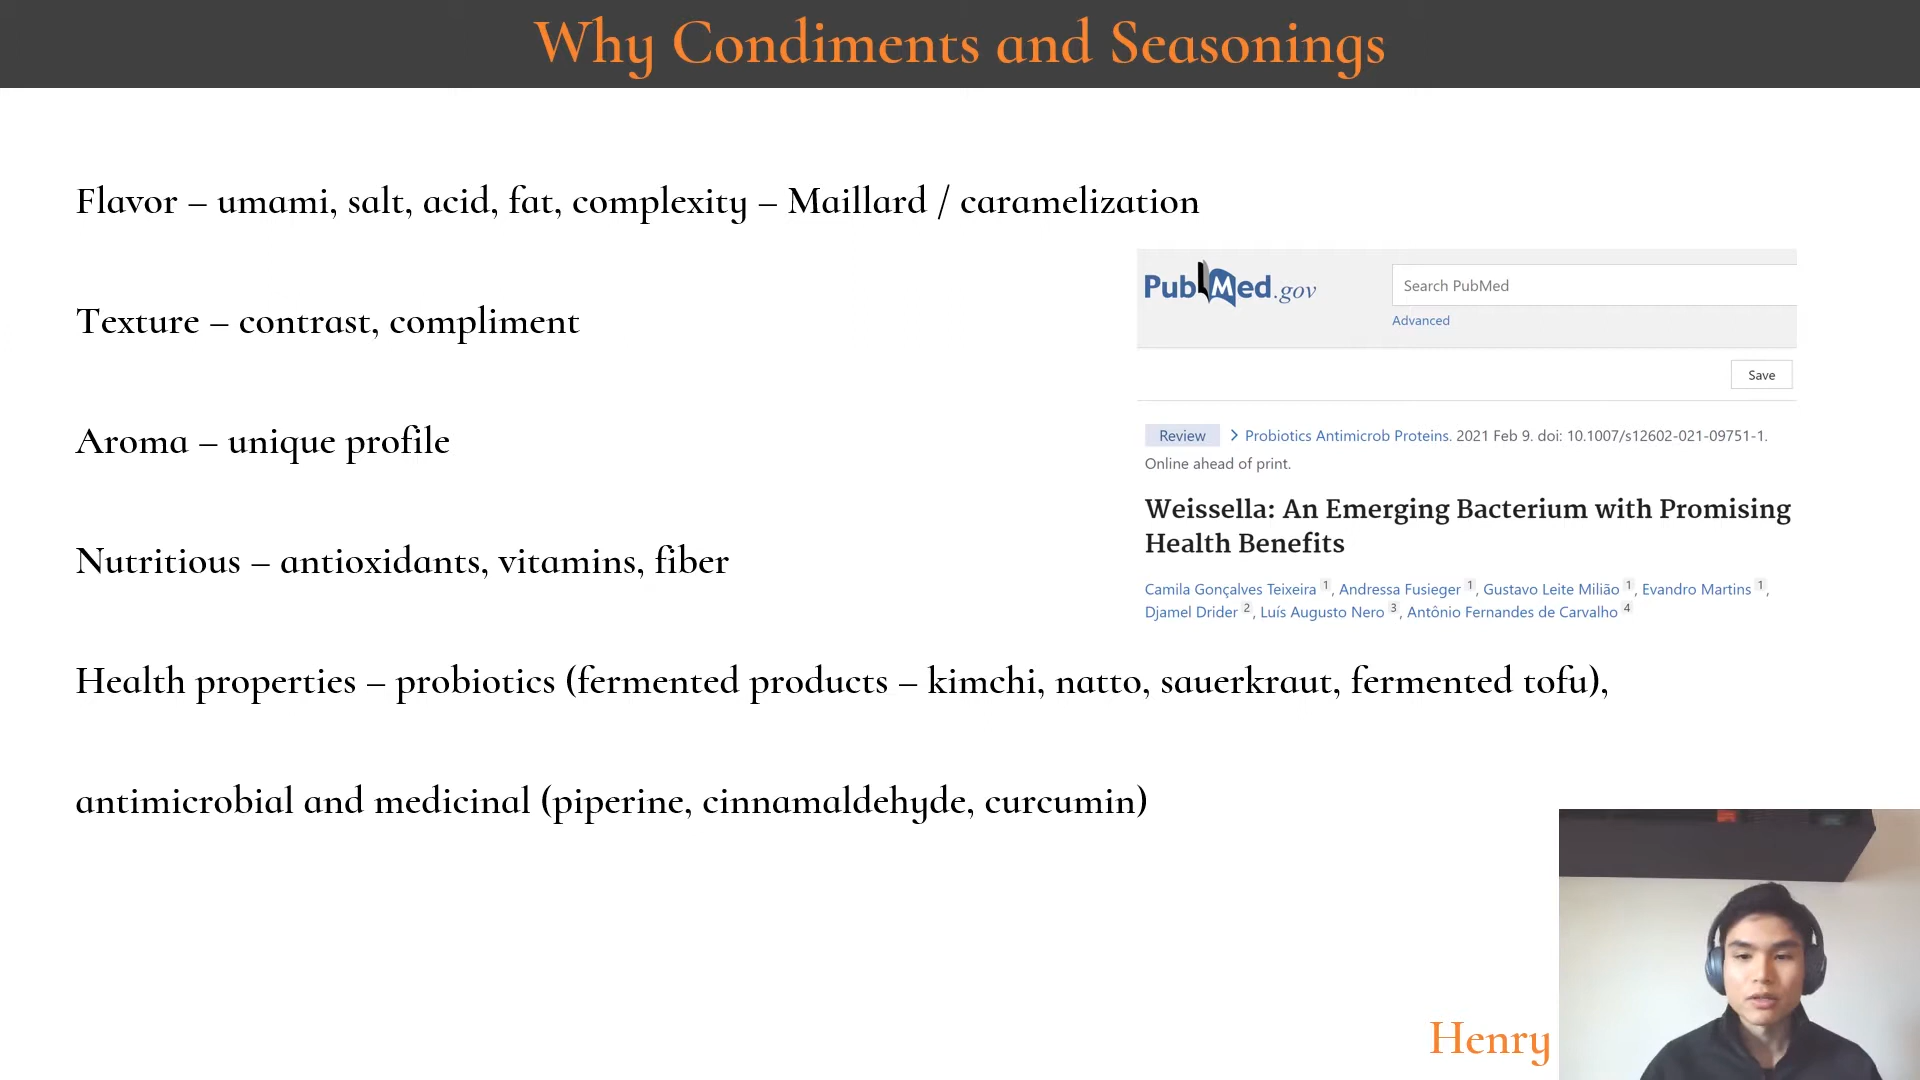 Why Condiments and Seasonings
Flavor – umami, salt, acid, fat, complexity – Maillard / caramelization
Texture – contrast, compliment
Aroma – unique profile
Nutritious – antioxidants, vitamins, fiber
PubMed.gov
Search PubMed
Advanced
Save
Review > Probiotics Antimicrob Proteins. 2021 Feb 9. doi: 10.1007/s12602-021-09751-1.
Online ahead of print.
Weissella: An Emerging Bacterium with Promising
Health Benefits
Camila Gonçalves Teixeira 1, Andressa Fusieger 1, Gustavo Leite Milião 1, Evandro Martins 1,
Djamel Drider 2, Luís Augusto Nero 3, Antônio Fernandes de Carvalho 4
Health properties – probiotics (fermented products – kimchi, natto, sauerkraut, fermented tofu),
antimicrobial and medicinal (piperine, cinnamaldehyde, curcumin)
Henry